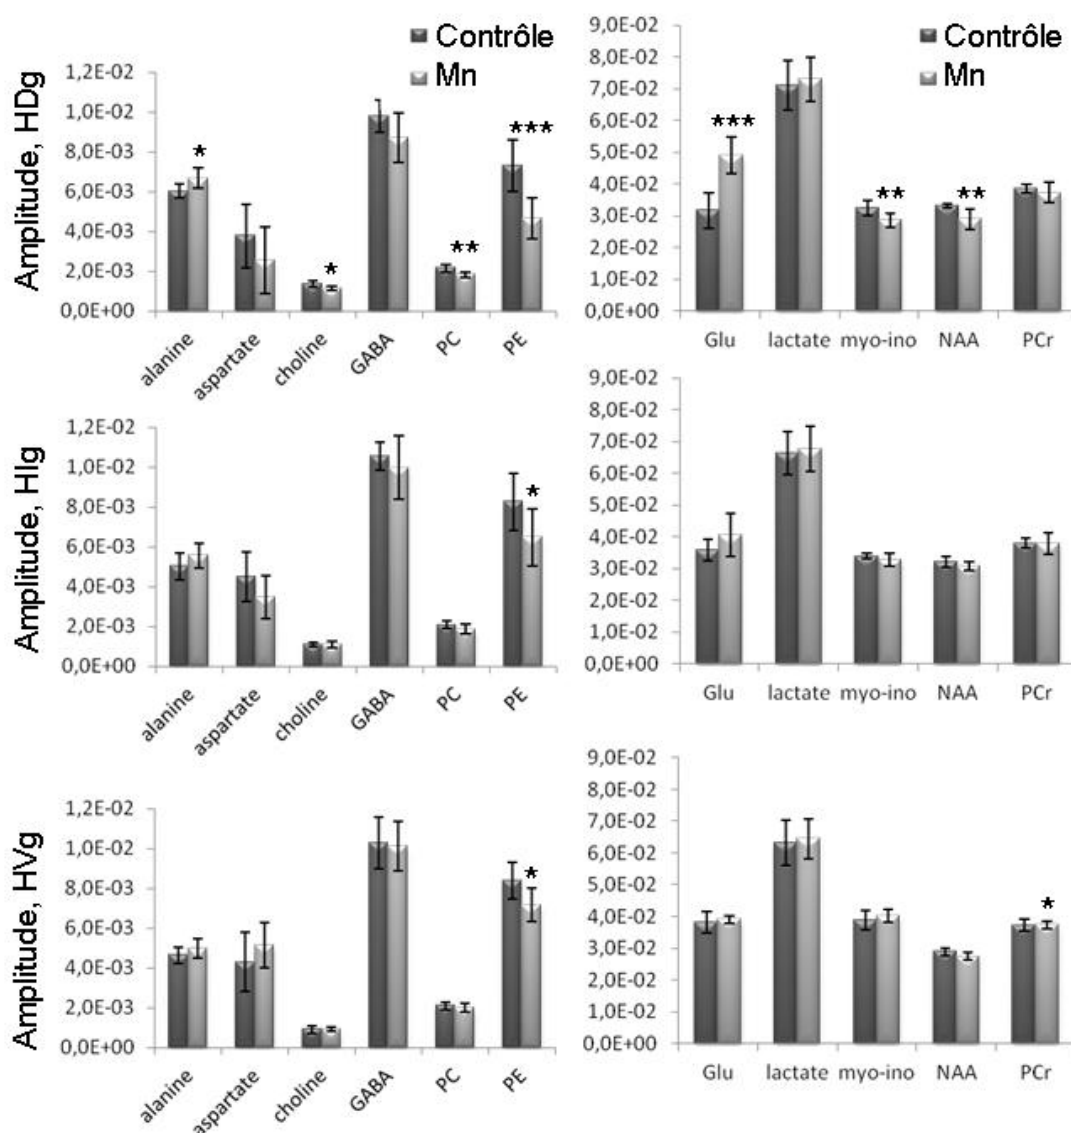 Contrôle
Mn
Amplitude, HDg
1,2E-02
1,0E-02
8,0E-03
6,0E-03
4,0E-03
2,0E-03
0,0E+00
*
*
**
***
alanine
aspartate
choline
GABA
PC
PE
Contrôle
Mn
9,0E-02
8,0E-02
7,0E-02
6,0E-02
5,0E-02
4,0E-02
3,0E-02
2,0E-02
1,0E-02
0,0E+00
***
**
**
Glu
lactate
myo-ino
NAA
PCr
Amplitude, HIg
1,2E-02
1,0E-02
8,0E-03
6,0E-03
4,0E-03
2,0E-03
0,0E+00
*
alanine
aspartate
choline
GABA
PC
PE
9,0E-02
8,0E-02
7,0E-02
6,0E-02
5,0E-02
4,0E-02
3,0E-02
2,0E-02
1,0E-02
0,0E+00
Glu
lactate
myo-ino
NAA
PCr
Amplitude, HVg
1,2E-02
1,0E-02
8,0E-03
6,0E-03
4,0E-03
2,0E-03
0,0E+00
*
alanine
aspartate
choline
GABA
PC
PE
9,0E-02
8,0E-02
7,0E-02
6,0E-02
5,0E-02
4,0E-02
3,0E-02
2,0E-02
1,0E-02
0,0E+00
*
Glu
lactate
myo-ino
NAA
PCr